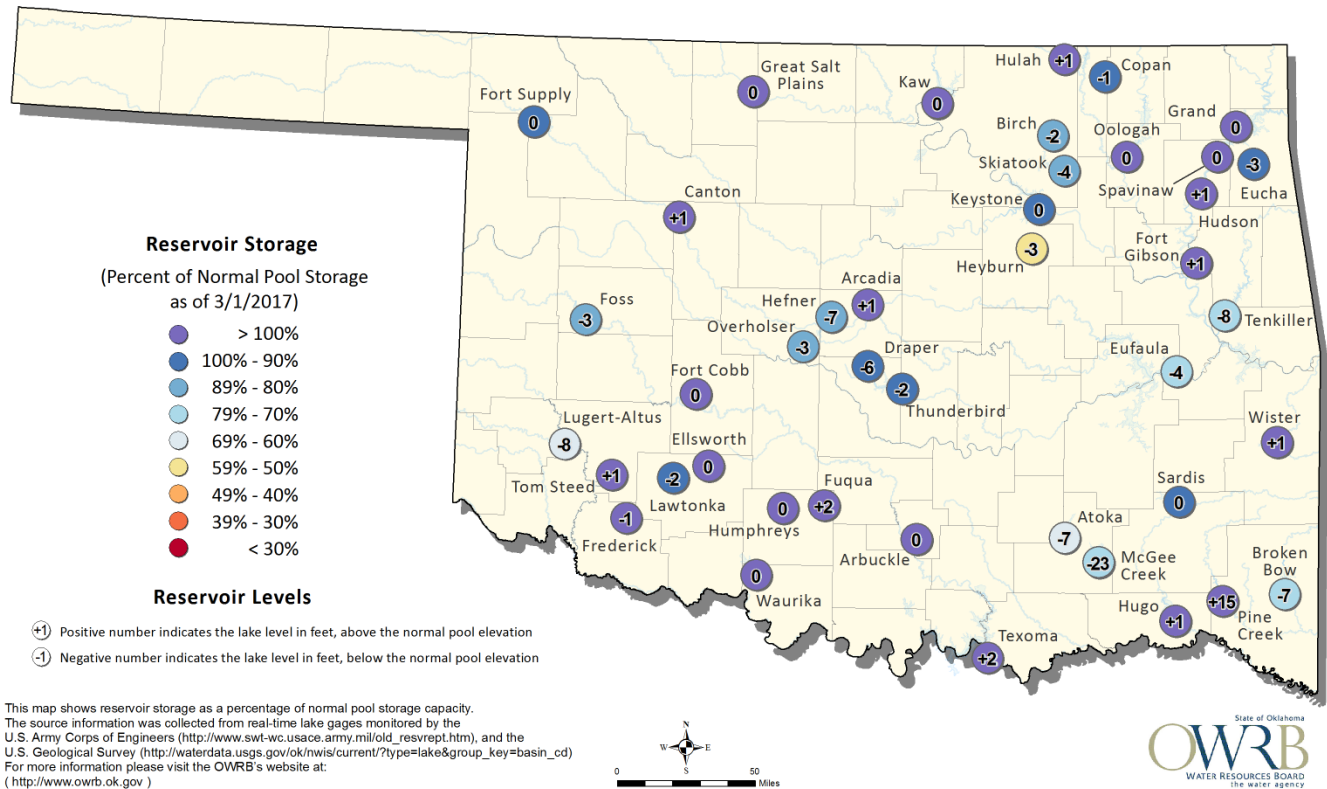 Great Salt
Plains
0
Kaw
0
Hulah
+1
Copan
-1
Fort Supply
0
Grand
0
Birch
-2
Oologah
0
Spavinaw
0
Eucha
-3
Skiatook
-4
Canton
+1
Keystone
0
Hudson
+1
Heyburn
-3
Fort
Gibson
+1
Arcadia
+1
Hefner
-7
Foss
-3
Overholser
-3
Tenkiller
-8
Draper
-6
Thunderbird
-2
Eufaula
-4
Fort Cobb
0
Lugert-Altus
-8
Ellsworth
0
Wister
+1
Tom Steed
+1
Lawtonka
-2
Fuqua
+2
Sardis
0
Frederick
-1
Humphreys
0
Arbuckle
0
Atoka
-7
McGee
Creek
-23
Broken
Bow
-7
Waurika
0
Hugo
+1
Pine
Creek
+15
Texoma
+2
Reservoir Storage
(Percent of Normal Pool Storage
as of 3/1/2017)
> 100%
100% - 90%
89% - 80%
79% - 70%
69% - 60%
59% - 50%
49% - 40%
39% - 30%
< 30%
Reservoir Levels
+1 Positive number indicates the lake level in feet, above the normal pool elevation
-1 Negative number indicates the lake level in feet, below the normal pool elevation
This map shows reservoir storage as a percentage of normal pool storage capacity.
The source information was collected from real-time lake gages monitored by the
U.S. Army Corps of Engineers (http://www.swt-wc.usace.army.mil/old_resvrept.htm), and the
U.S. Geological Survey (http://waterdata.usgs.gov/ok/nwis/current/?type=lake&group_key=basin_cd)
For more information please visit the OWRB's website at:
( http://www.owrb.ok.gov )
N
W E
S
0 50
Miles
State of Oklahoma
OWRB
WATER RESOURCES BOARD
the water agency